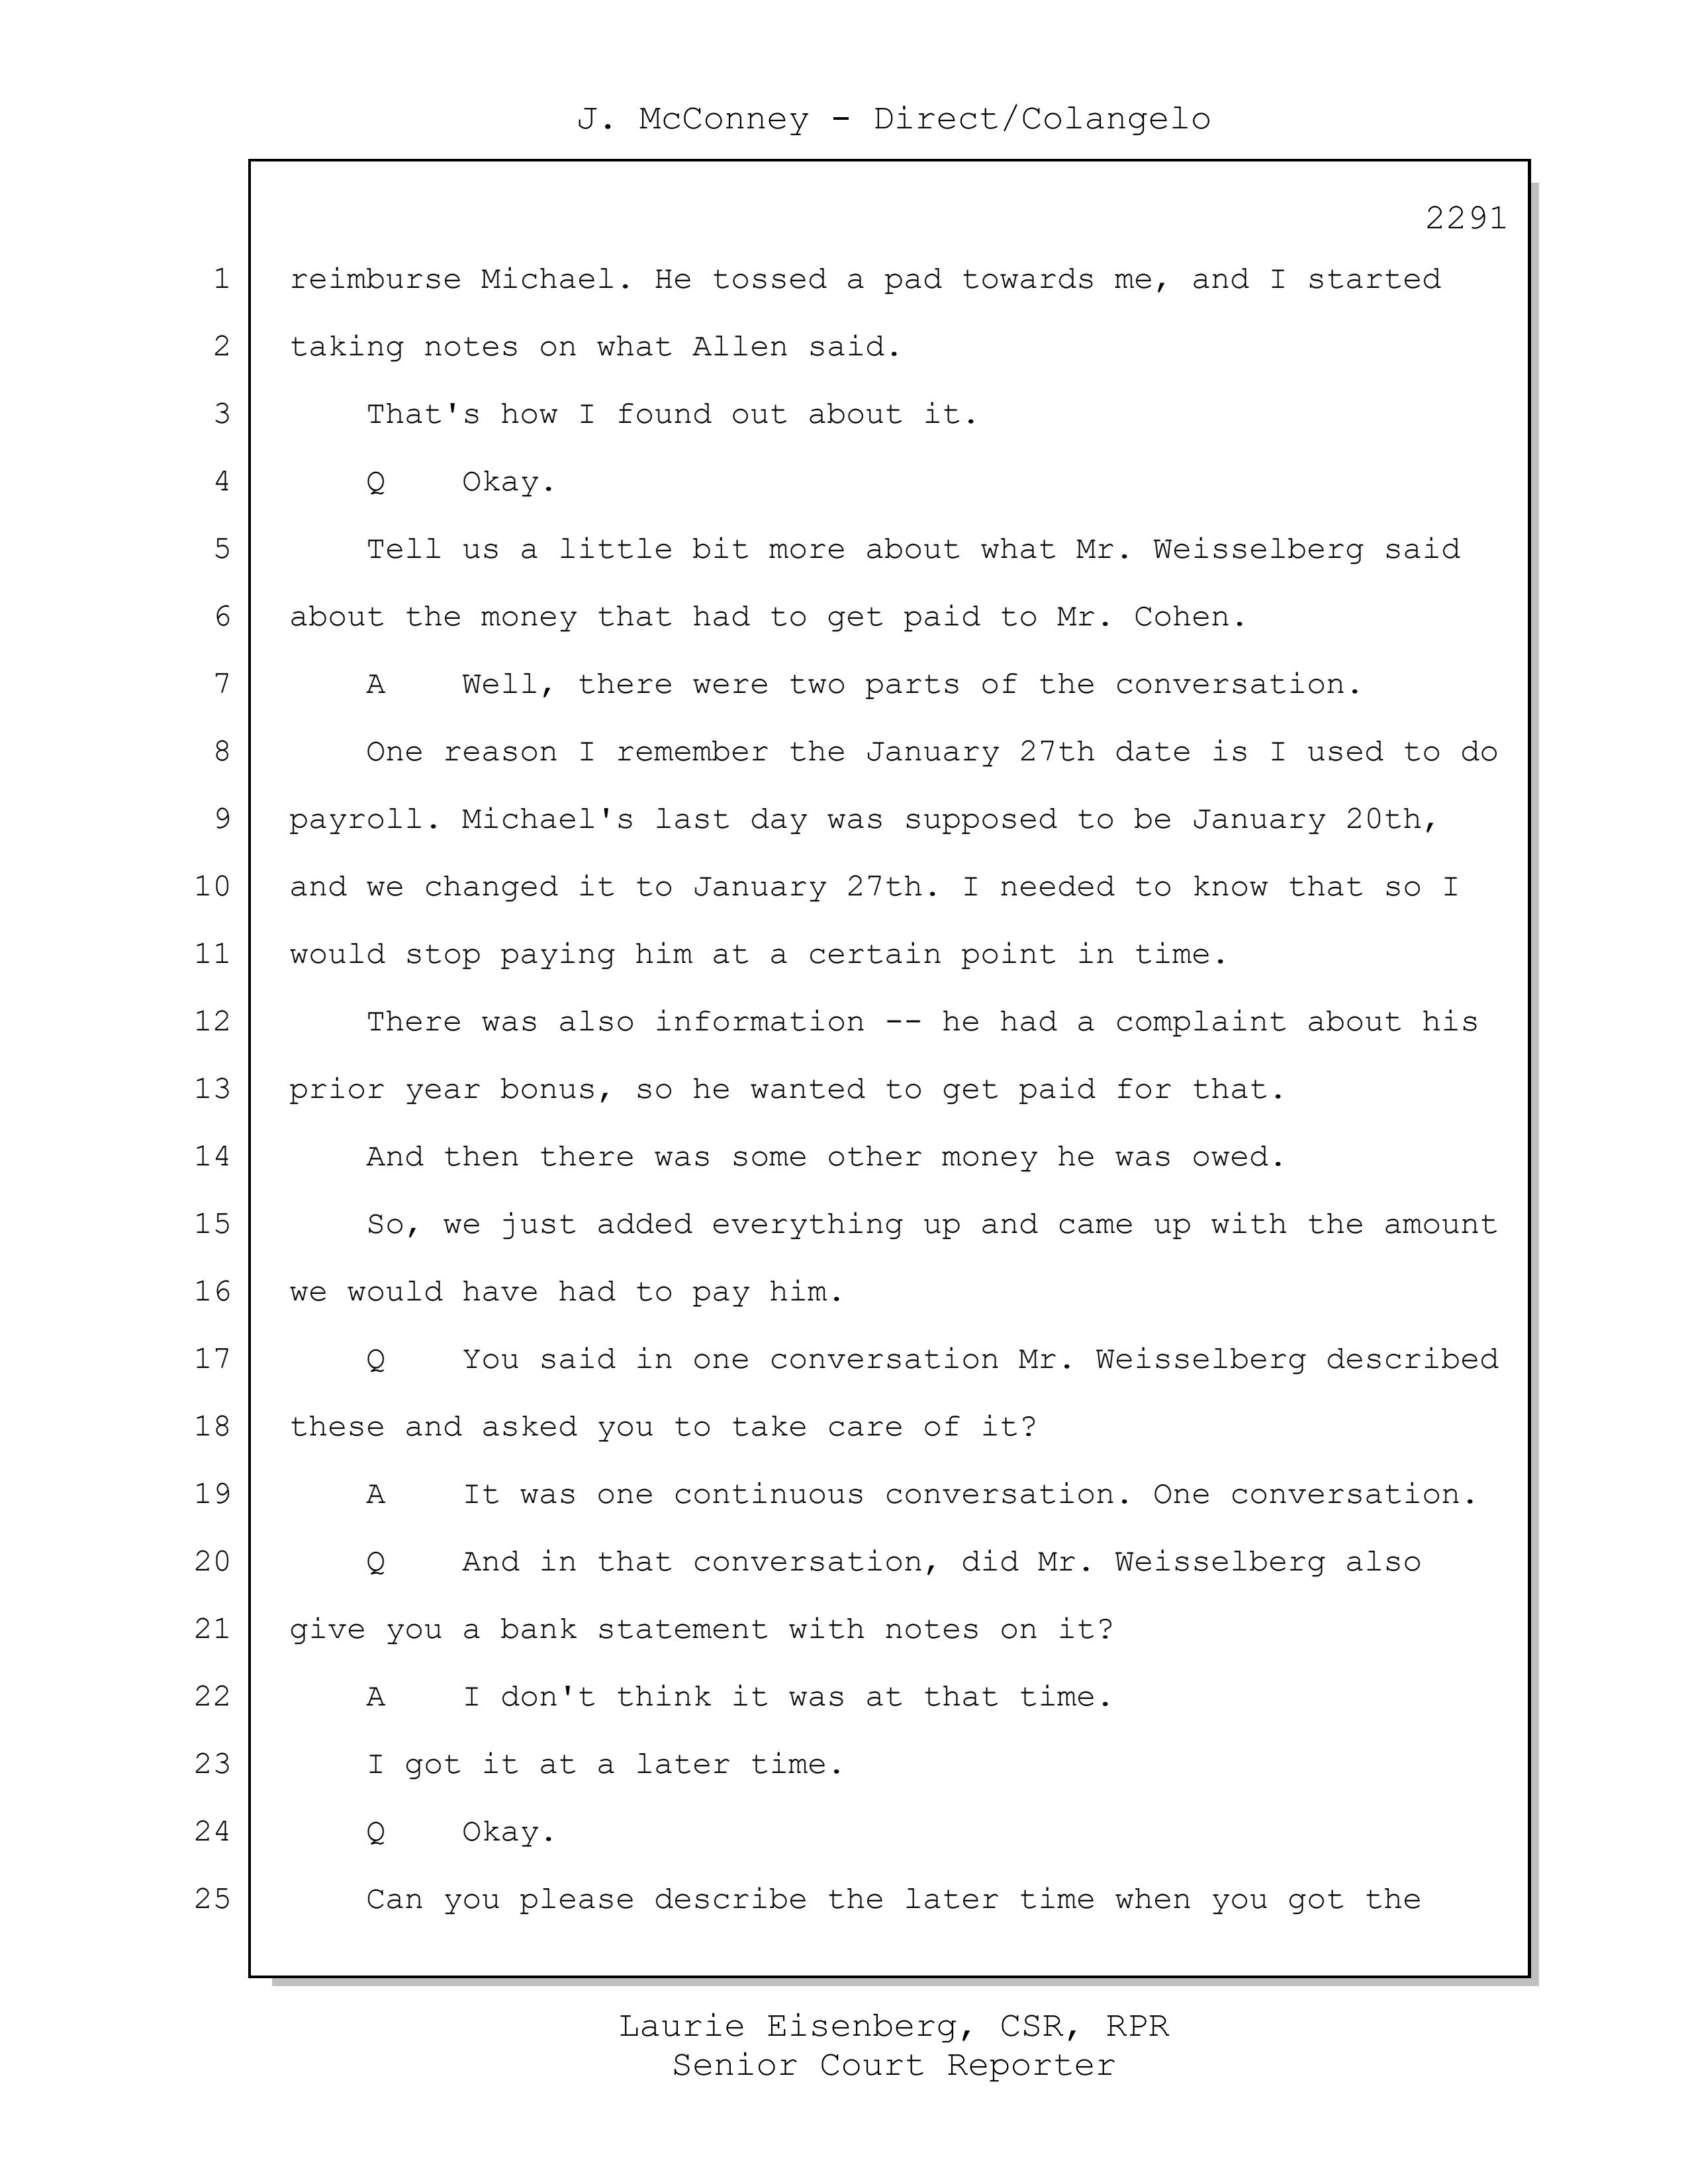 J. McConney - Direct/Colangelo
2291
1 reimburse Michael. He tossed a pad towards me, and I started
2 taking notes on what Allen said.
3 That's how I found out about it.
4 Q Okay.
5 Tell us a little bit more about what Mr. Weisselberg said
6 about the money that had to get paid to Mr. Cohen.
7 A Well, there were two parts of the conversation.
8 One reason I remember the January 27th date is I used to do
9 payroll. Michael's last day was supposed to be January 20th,
10 and we changed it to January 27th. I needed to know that so I
11 would stop paying him at a certain point in time.
12 There was also information -- he had a complaint about his
13 prior year bonus, so he wanted to get paid for that.
14 And then there was some other money he was owed.
15 So, we just added everything up and came up with the amount
16 we would have had to pay him.
17 Q You said in one conversation Mr. Weisselberg described
18 these and asked you to take care of it?
19 A It was one continuous conversation. One conversation.
20 Q And in that conversation, did Mr. Weisselberg also
21 give you a bank statement with notes on it?
22 A I don't think it was at that time.
23 I got it at a later time.
24 Q Okay.
25 Can you please describe the later time when you got the
Laurie Eisenberg, CSR, RPR
Senior Court Reporter